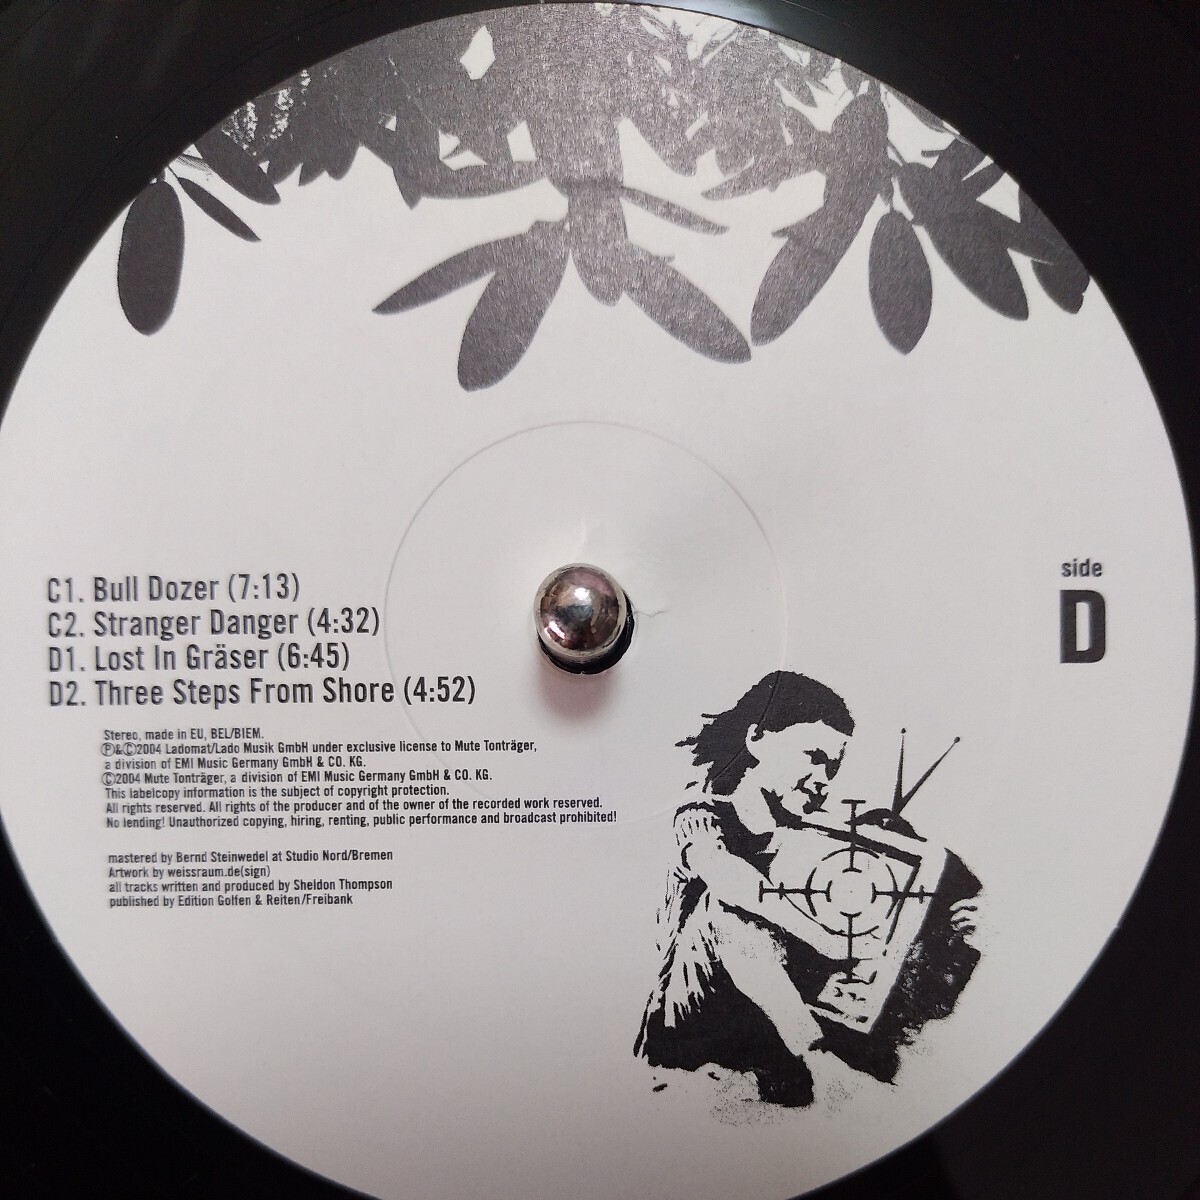 C1. Bull Dozer (7:13)
C2. Stranger Danger (4:32)
D1. Lost In Gräser (6:45)
D2. Three Steps From Shore (4:52)
side
D
Stereo, made in EU, BEL/BIEM.
Ⓟ&Ⓒ2004 Ladomat/Lado Musik GmbH under exclusive license to Mute Tonträger,
a division of EMI Music Germany GmbH & CO. KG.
Ⓒ2004 Mute Tonträger, a division of EMI Music Germany GmbH & CO. KG.
This labelcopy information is the subject of copyright protection.
All rights reserved. All rights of the producer and of the owner of the recorded work reserved.
No lending! Unauthorized copying, hiring, renting, public performance and broadcast prohibited!
mastered by Bernd Steinwedel at Studio Nord/Bremen
Artwork by weissraum.de(sign)
all tracks written and produced by Sheldon Thompson
published by Edition Golfen & Reiten/Freibank